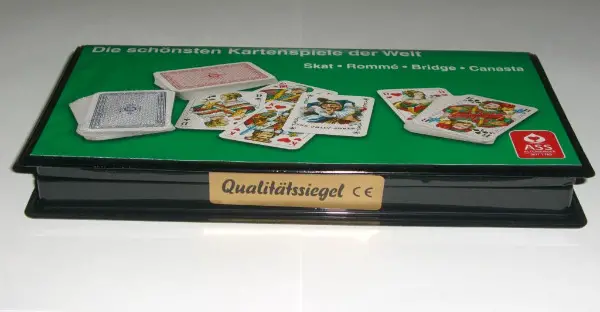 Die schönsten Kartenspiele der Welt
Skat • Rommé • Bridge • Canasta
ASS
Qualitätssiegel CE